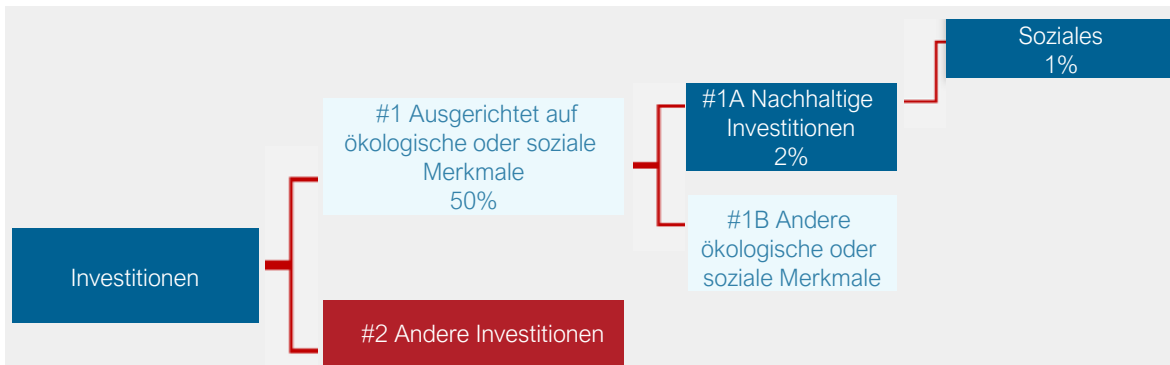 Soziales
1%
#1A Nachhaltige
Investitionen
2%
#1 Ausgerichtet auf
ökologische oder soziale
Merkmale
50%
#1B Andere
ökologische oder
soziale Merkmale
Investitionen
#2 Andere Investitionen